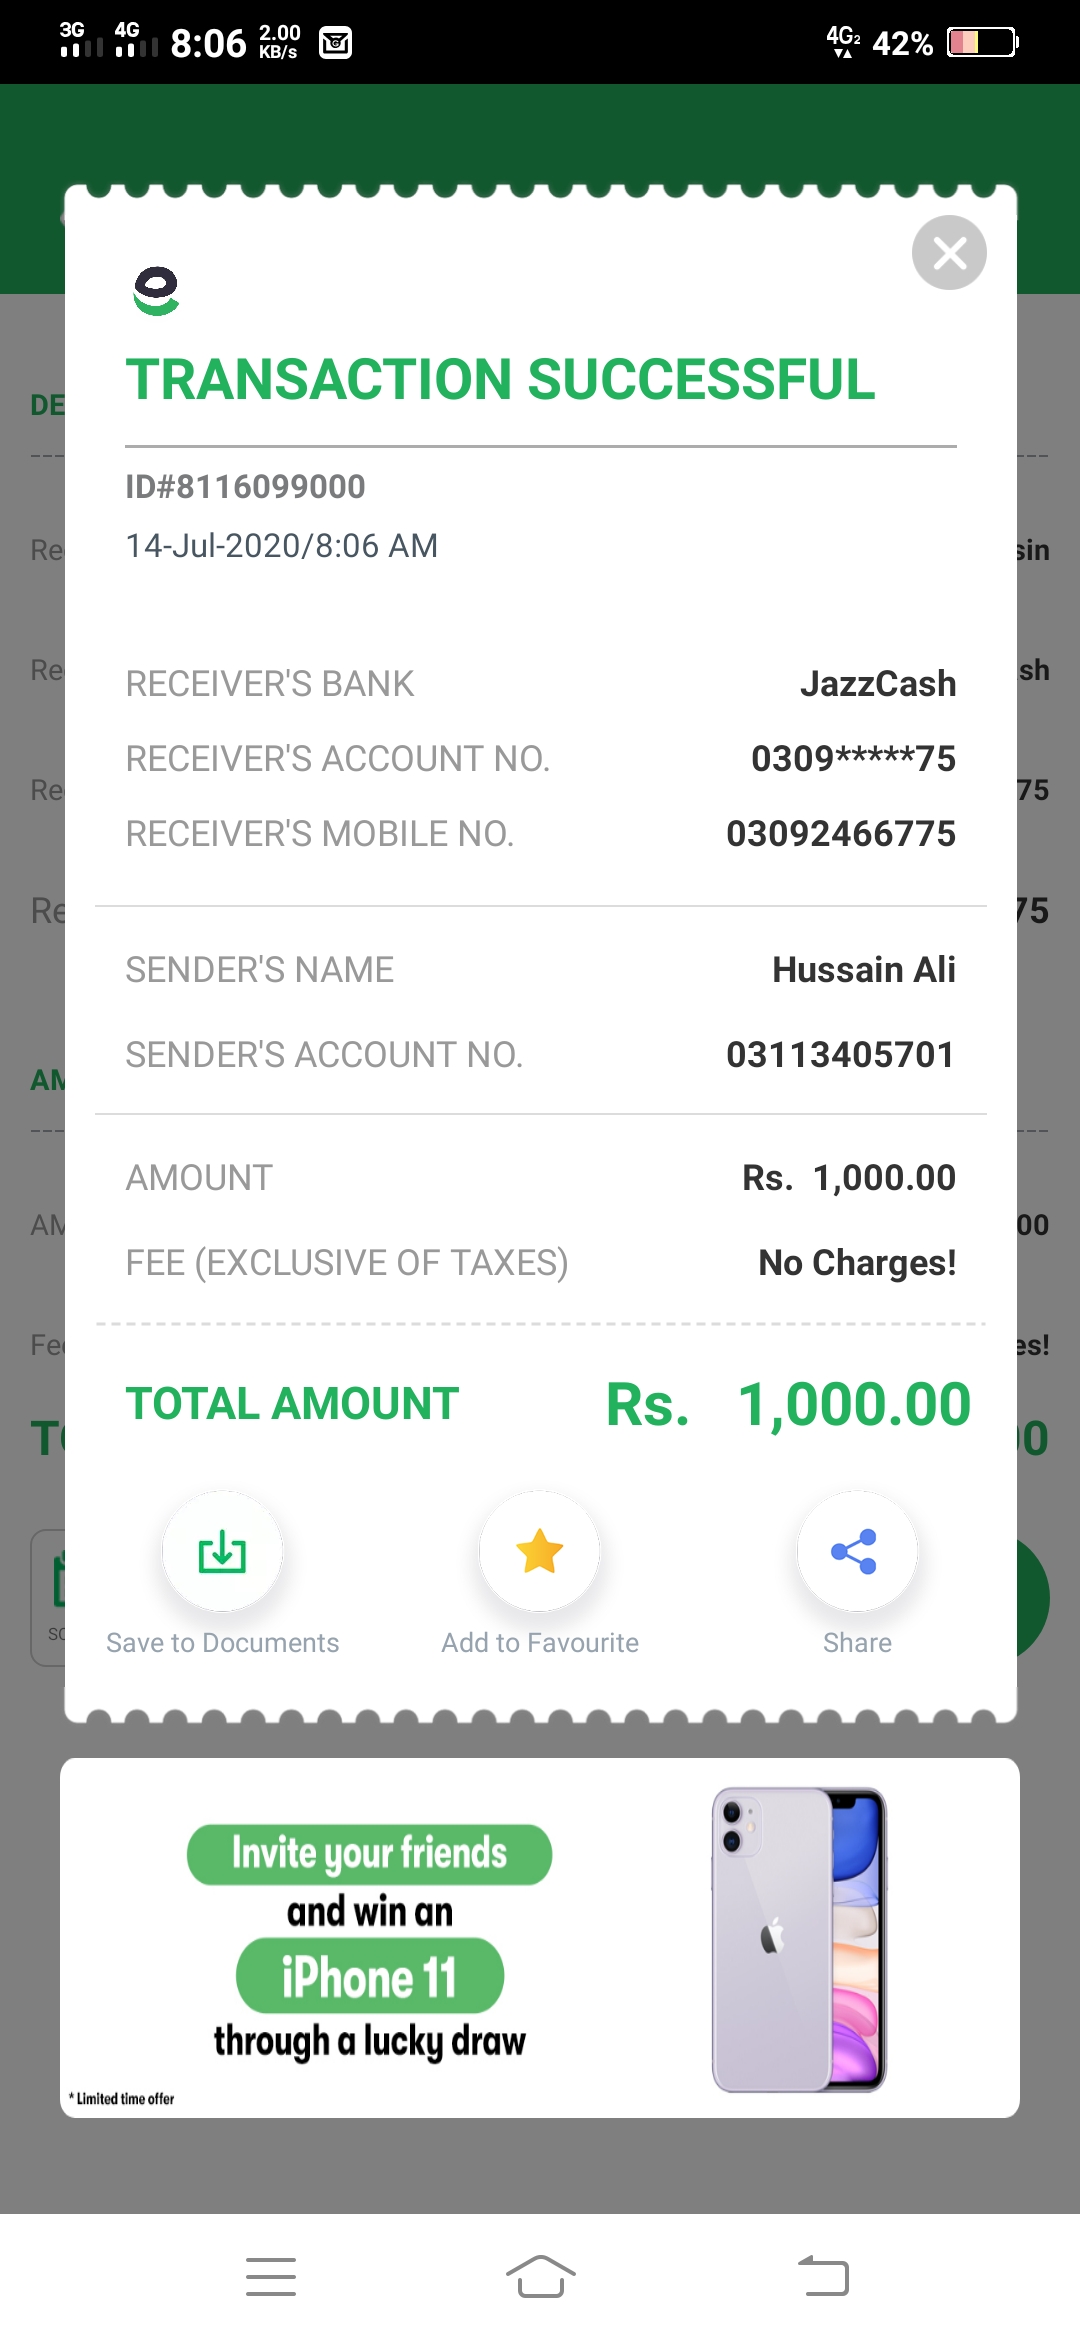 3G 4G 8:06 2.00 KB/s 4G2 42%
TRANSACTION SUCCESSFUL
ID#8116099000
14-Jul-2020/8:06 AM
RECEIVER'S BANK JazzCash
RECEIVER'S ACCOUNT NO. 0309*****75
RECEIVER'S MOBILE NO. 03092466775
SENDER'S NAME Hussain Ali
SENDER'S ACCOUNT NO. 03113405701
AMOUNT Rs. 1,000.00
FEE (EXCLUSIVE OF TAXES) No Charges!
TOTAL AMOUNT Rs. 1,000.00
Save to Documents Add to Favourite Share
Invite your friends
and win an
iPhone 11
through a lucky draw
* Limited time offer